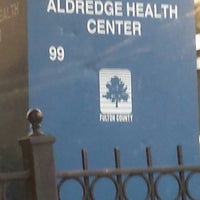 ALDREDGE HEALTH
CENTER
99
FULTON COUNTY